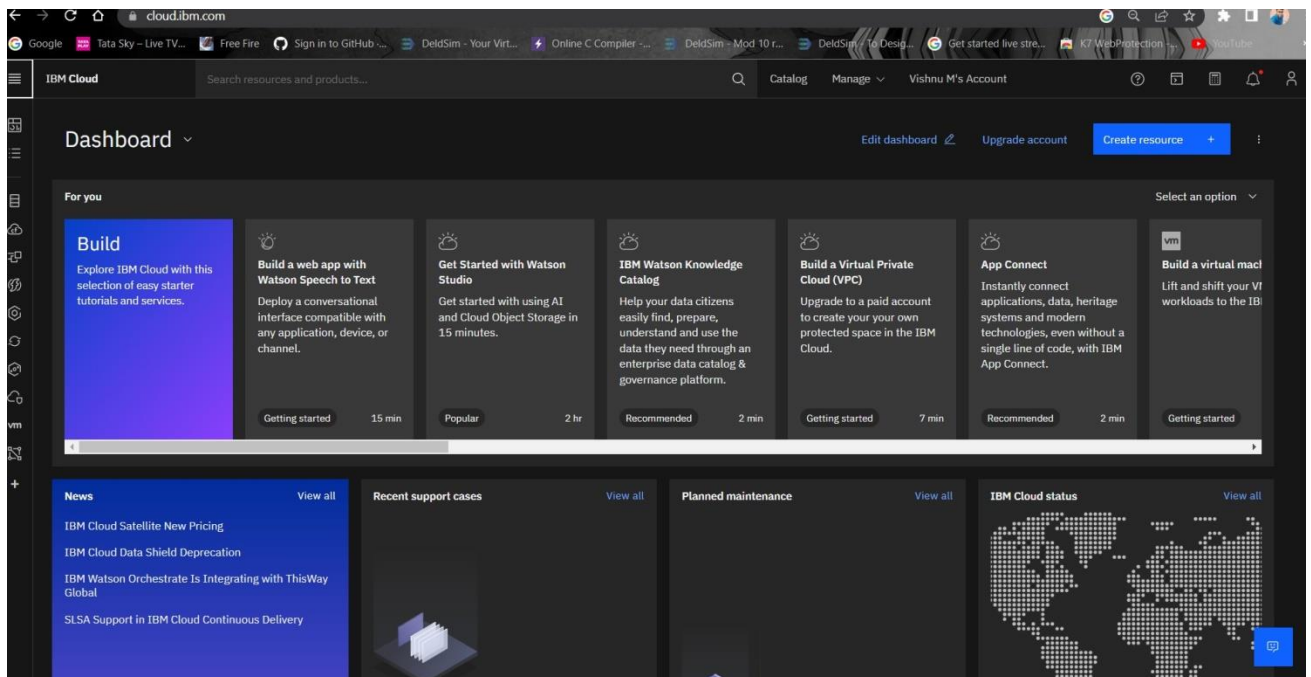 cloud.ibm.com
Google Tata Sky – Live TV... Free Fire Sign in to GitHub ·... DeldSim - Your Virt... Online C Compiler -... DeldSim - Mod 10 r... DeldSim - To Desig... Get started live stre... K7 WebProtection -... YouTube
IBM Cloud Search resources and products... Catalog Manage Vishnu M's Account
Dashboard
Edit dashboard Upgrade account Create resource +
For you Select an option
Build
Explore IBM Cloud with this
selection of easy starter
tutorials and services.
Build a web app with
Watson Speech to Text
Deploy a conversational
interface compatible with
any application, device, or
channel.
Getting started 15 min
Get Started with Watson
Studio
Get started with using AI
and Cloud Object Storage in
15 minutes.
Popular 2 hr
IBM Watson Knowledge
Catalog
Help your data citizens
easily find, prepare,
understand and use the
data they need through an
enterprise data catalog &
governance platform.
Recommended 2 min
Build a Virtual Private
Cloud (VPC)
Upgrade to a paid account
to create your your own
protected space in the IBM
Cloud.
Getting started 7 min
App Connect
Instantly connect
applications, data, heritage
systems and modern
technologies, even without a
single line of code, with IBM
App Connect.
Recommended 2 min
vm
Build a virtual mach
Lift and shift your VM
workloads to the IB
Getting started
vm
News View all
IBM Cloud Satellite New Pricing
IBM Cloud Data Shield Deprecation
IBM Watson Orchestrate Is Integrating with ThisWay
Global
SLSA Support in IBM Cloud Continuous Delivery
Recent support cases View all
Planned maintenance View all
IBM Cloud status View all